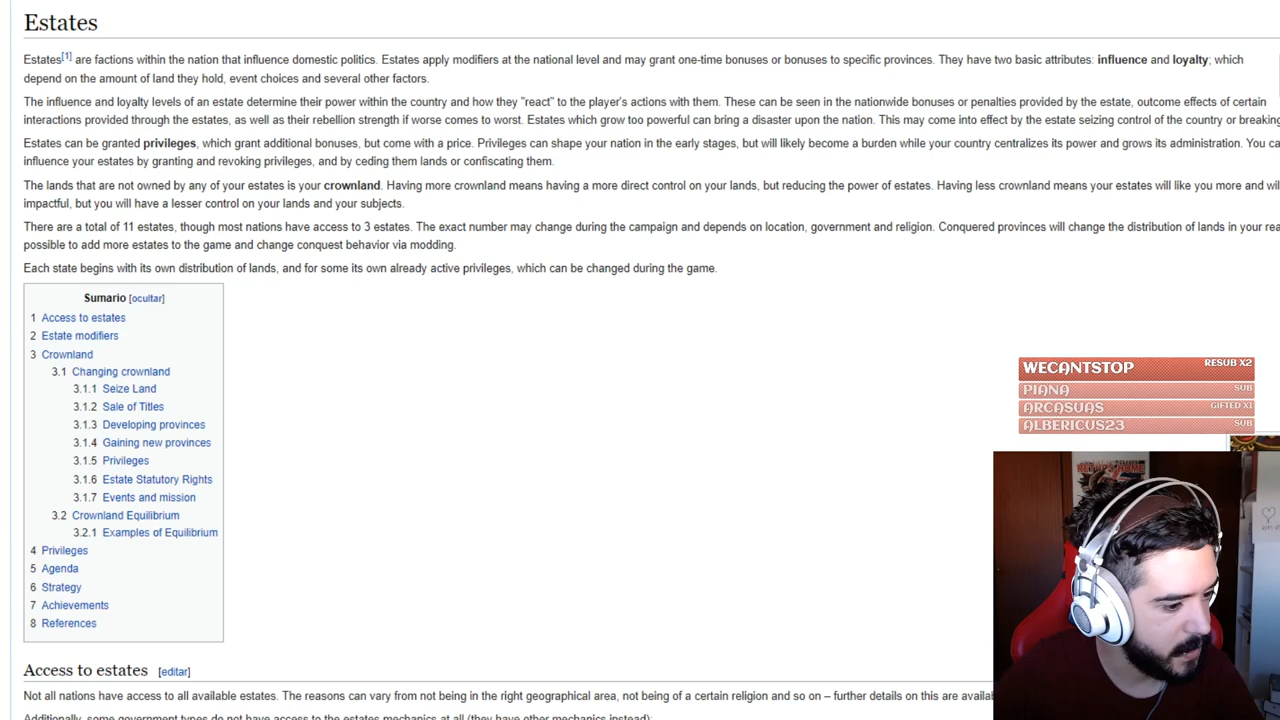 Estates
Estates[1] are factions within the nation that influence domestic politics. Estates apply modifiers at the national level and may grant one-time bonuses or bonuses to specific provinces. They have two basic attributes: influence and loyalty; which
depend on the amount of land they hold, event choices and several other factors.
The influence and loyalty levels of an estate determine their power within the country and how they "react" to the player's actions with them. These can be seen in the nationwide bonuses or penalties provided by the estate, outcome effects of certain
interactions provided through the estates, as well as their rebellion strength if worse comes to worst. Estates which grow too powerful can bring a disaster upon the nation. This may come into effect by the estate seizing control of the country or breaking
Estates can be granted privileges, which grant additional bonuses, but come with a price. Privileges can shape your nation in the early stages, but will likely become a burden while your country centralizes its power and grows its administration. You ca
influence your estates by granting and revoking privileges, and by ceding them lands or confiscating them.
The lands that are not owned by any of your estates is your crownland. Having more crownland means having a more direct control on your lands, but reducing the power of estates. Having less crownland means your estates will like you more and wil
impactful, but you will have a lesser control on your lands and your subjects.
There are a total of 11 estates, though most nations have access to 3 estates. The exact number may change during the campaign and depends on location, government and religion. Conquered provinces will change the distribution of lands in your rea
possible to add more estates to the game and change conquest behavior via modding.
Each state begins with its own distribution of lands, and for some its own already active privileges, which can be changed during the game.
Sumario [ocultar]
1 Access to estates
2 Estate modifiers
3 Crownland
3.1 Changing crownland
3.1.1 Seize Land
3.1.2 Sale of Titles
3.1.3 Developing provinces
3.1.4 Gaining new provinces
3.1.5 Privileges
3.1.6 Estate Statutory Rights
3.1.7 Events and mission
3.2 Crownland Equilibrium
3.2.1 Examples of Equilibrium
4 Privileges
5 Agenda
6 Strategy
7 Achievements
8 References
WECANTSTOP RESUB X2
PIANA SUB
ARCASUAS GIFTED X1
ALBERICUS23 SUB
Access to estates [editar]
Not all nations have access to all available estates. The reasons can vary from not being in the right geographical area, not being of a certain religion and so on – further details on this are availab
Additionally, some government types do not have access to the estates mechanics at all (they have other mechanics instead):